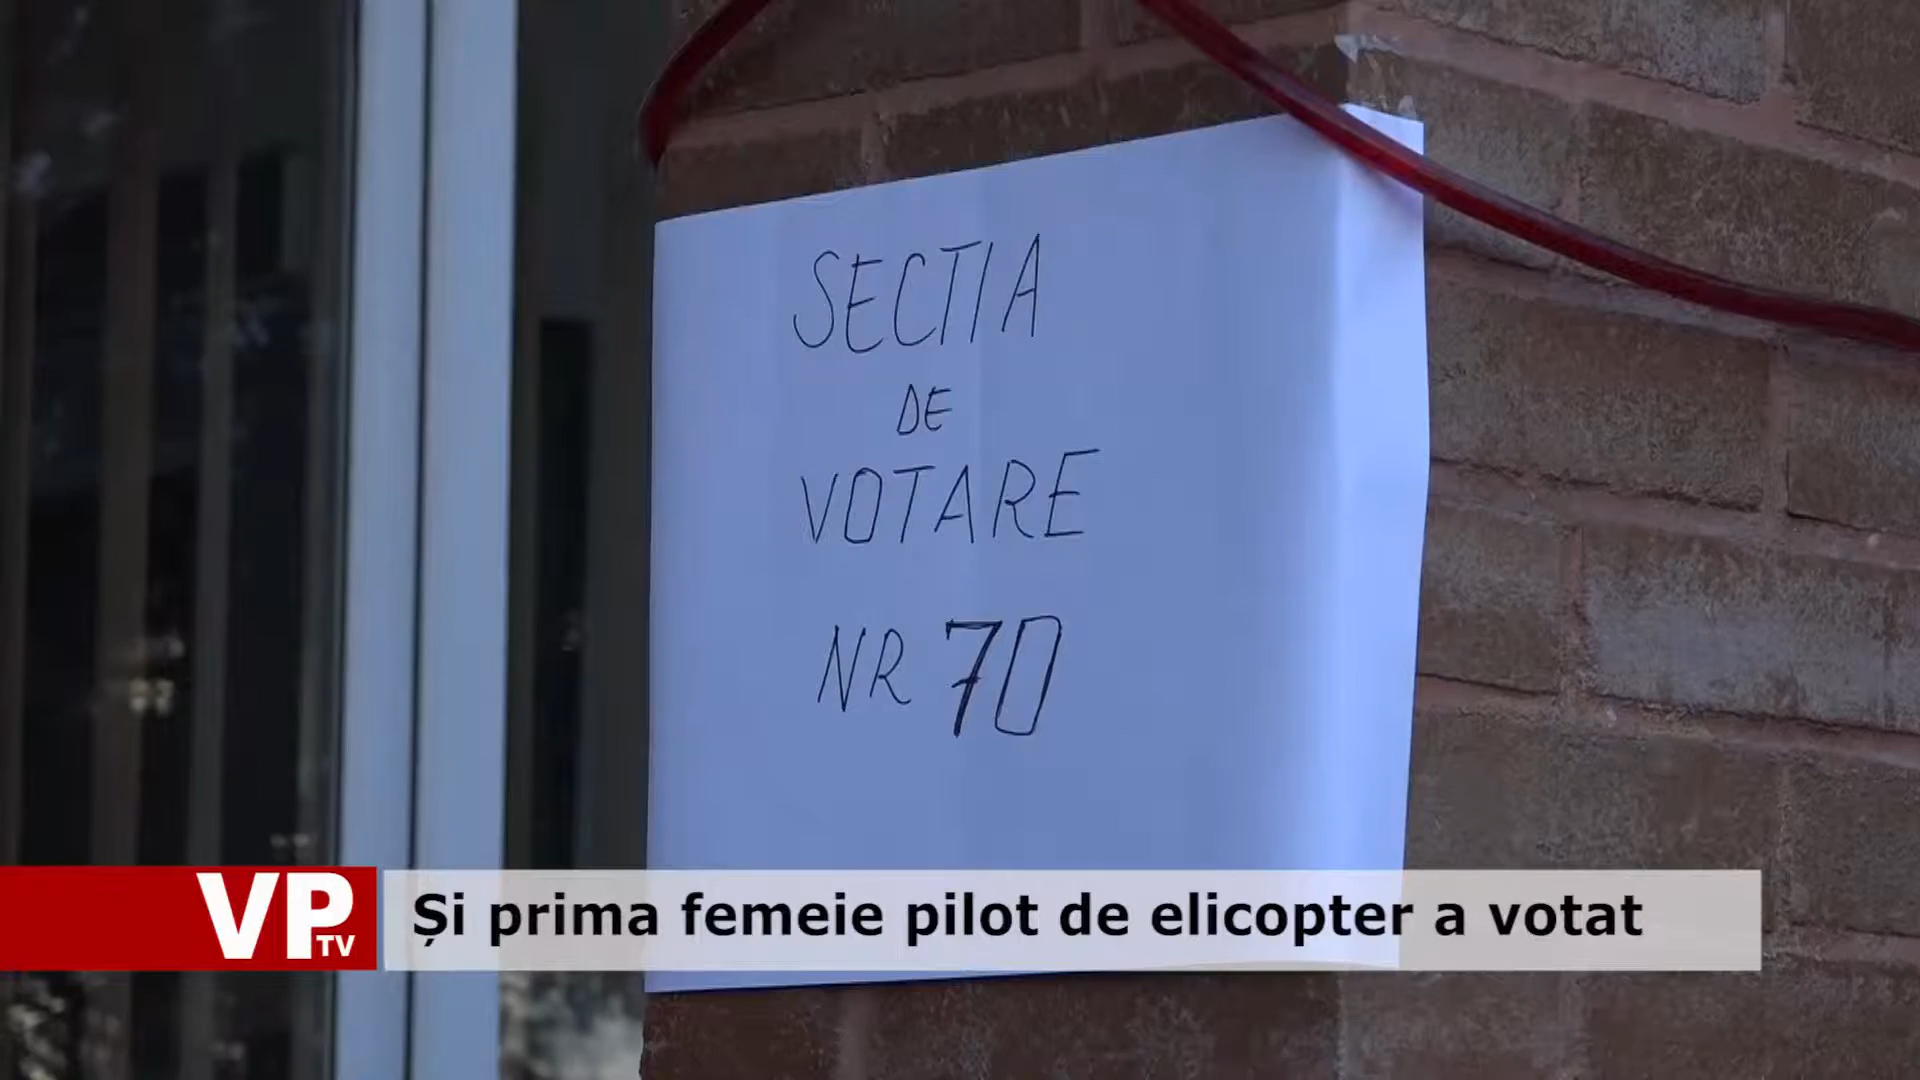 SECTIA
DE
VOTARE
NR 70
VP TV
Și prima femeie pilot de elicopter a votat